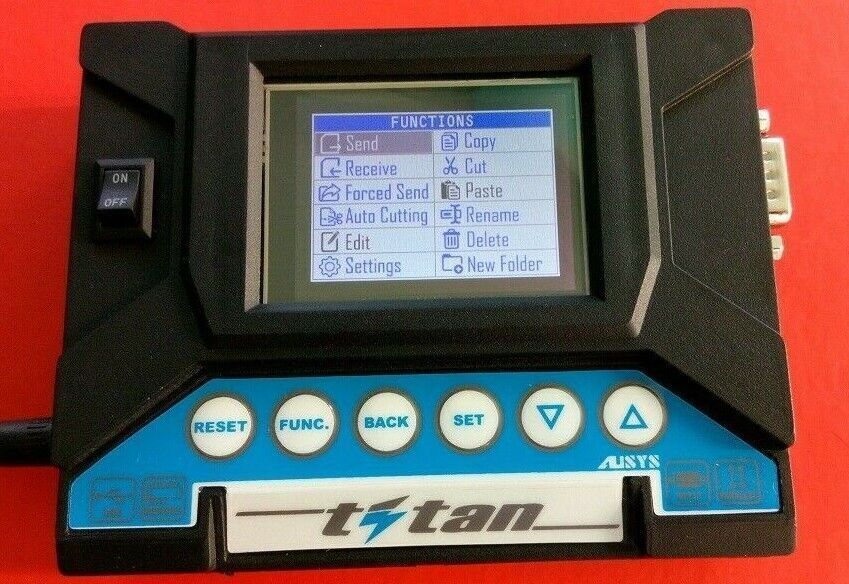 ON
OFF
FUNCTIONS
Send Copy
Receive Cut
Forced Send Paste
Auto Cutting Rename
Edit Delete
Settings New Folder
RESET FUNC. BACK SET
AUSYS
titan